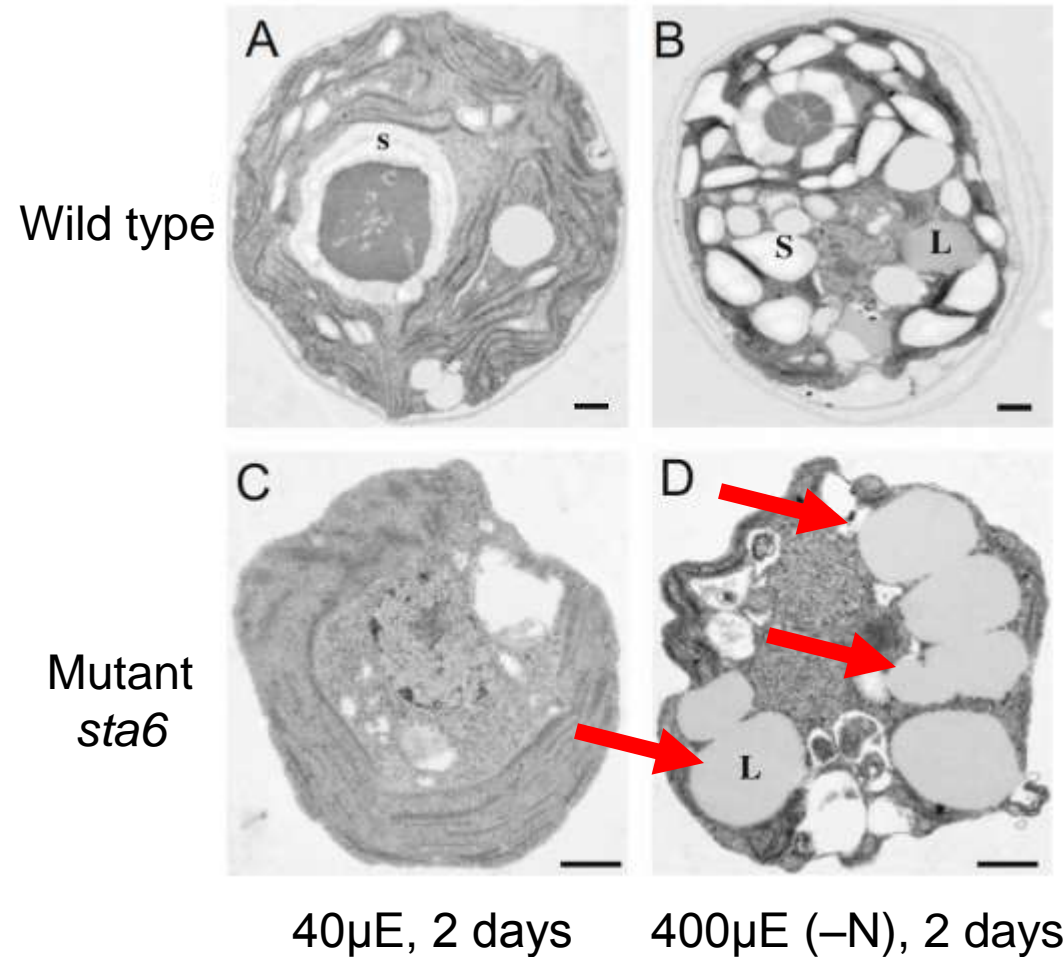 A
B
s
Wild type
S
L
C
D
Mutant
sta6
L
40µE, 2 days
400µE (–N), 2 days